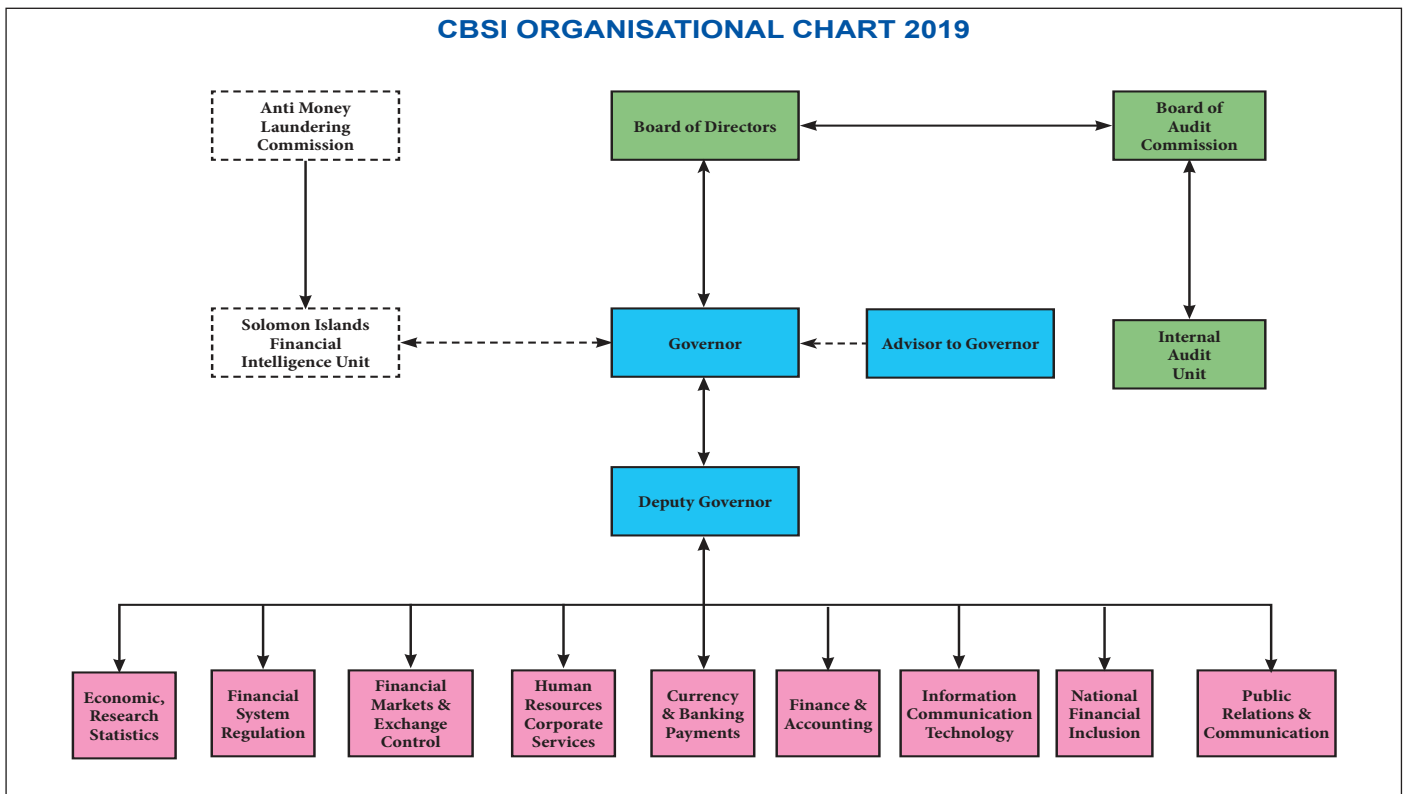 CBSI ORGANISATIONAL CHART 2019
Anti Money
Laundering
Commission
Board of Directors
Board of
Audit
Commission
Solomon Islands
Financial
Intelligence Unit
Governor
Advisor to Governor
Internal
Audit
Unit
Deputy Governor
Economic,
Research
Statistics
Financial
System
Regulation
Financial
Markets &
Exchange
Control
Human
Resources
Corporate
Services
Currency
& Banking
Payments
Finance &
Accounting
Information
Communication
Technology
National
Financial
Inclusion
Public
Relations &
Communication